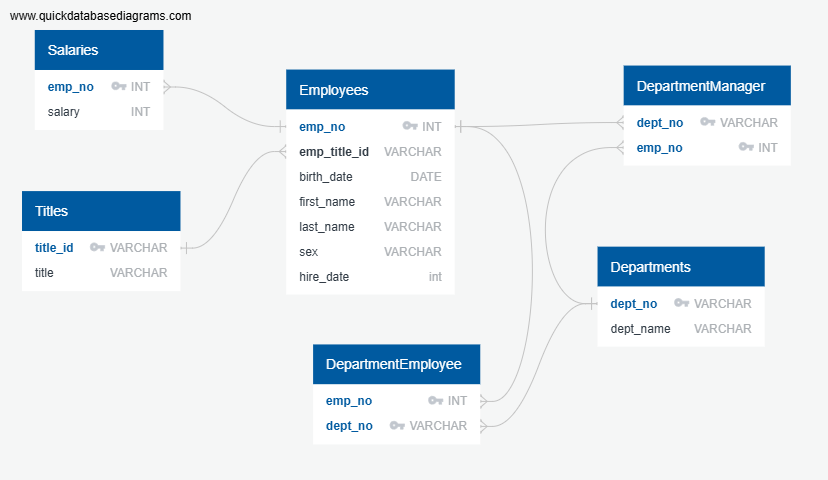 www.quickdatabasediagrams.com
Salaries
emp_no INT
salary INT
Employees
emp_no INT
emp_title_id VARCHAR
birth_date DATE
first_name VARCHAR
last_name VARCHAR
sex VARCHAR
hire_date int
DepartmentManager
dept_no VARCHAR
emp_no INT
Titles
title_id VARCHAR
title VARCHAR
Departments
dept_no VARCHAR
dept_name VARCHAR
DepartmentEmployee
emp_no INT
dept_no VARCHAR